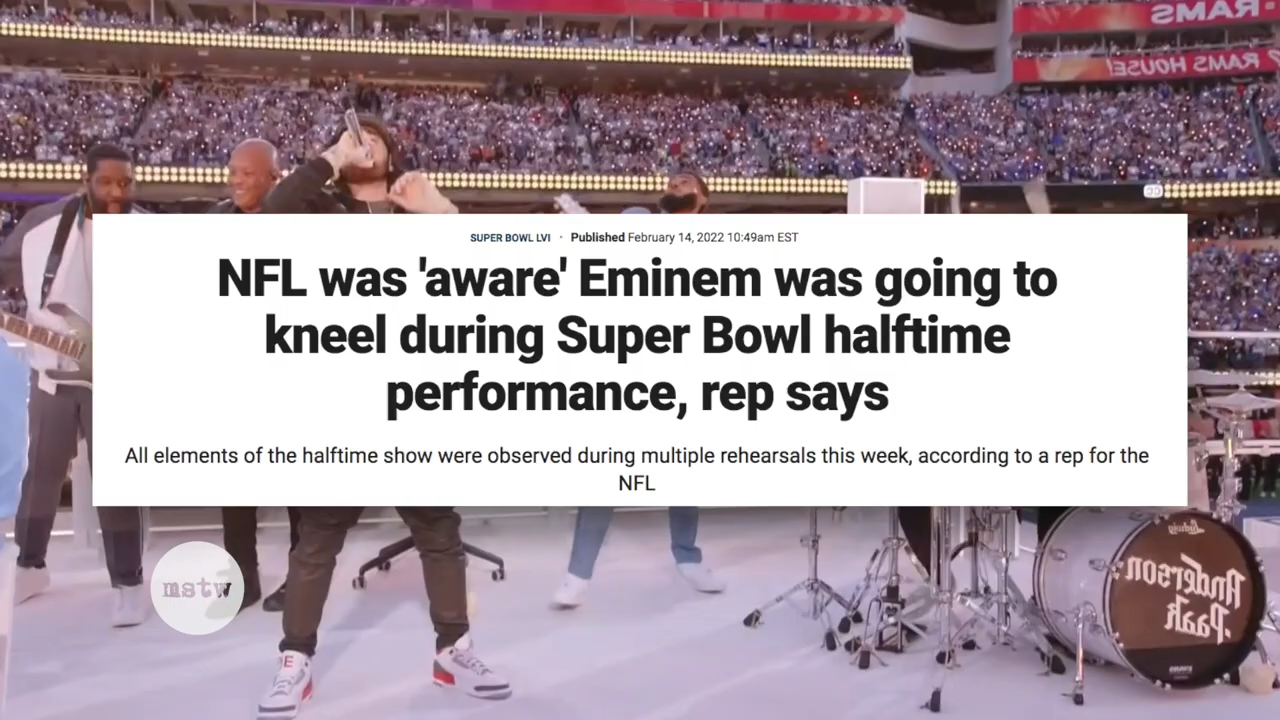 RAMS
RAMS HOUSE!
SUPER BOWL LVI · Published February 14, 2022 10:49am EST
NFL was 'aware' Eminem was going to
kneel during Super Bowl halftime
performance, rep says
All elements of the halftime show were observed during multiple rehearsals this week, according to a rep for the
NFL
mstw
Ludwig
Anderson
.Paak